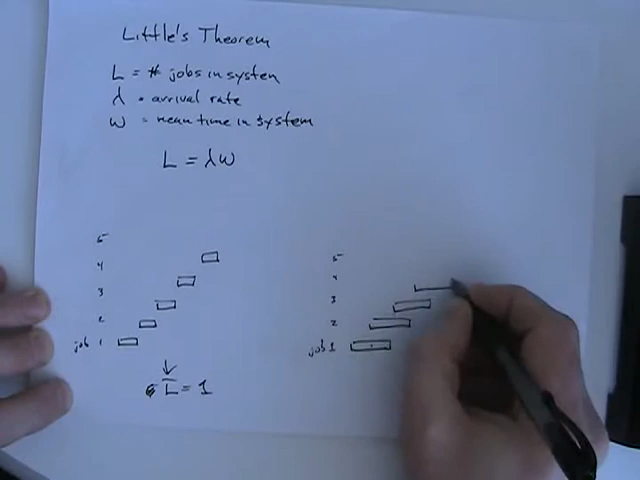 Little's Theorem
L = # jobs in system
λ = arrival rate
w = mean time in system
L = λw
5
4
3
2
job 1
L = 1
5
4
3
2
job 1